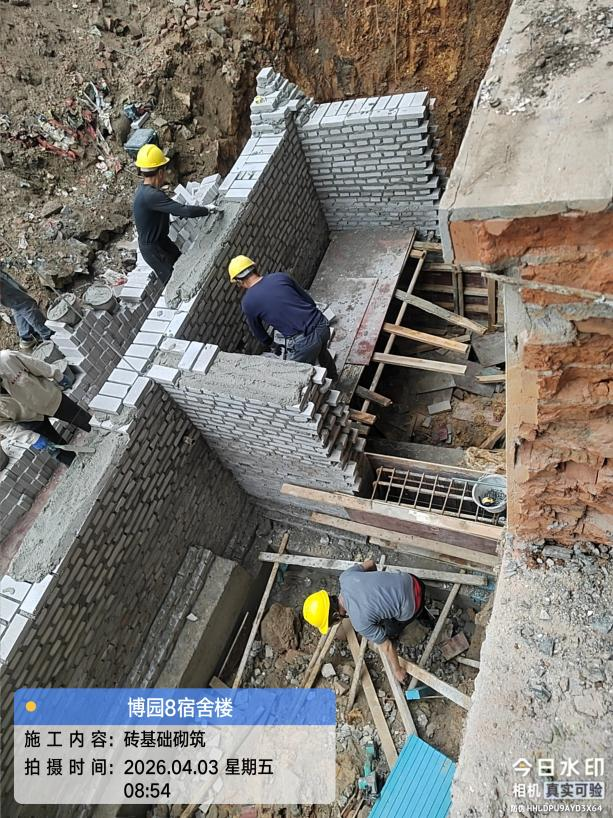 博园8宿舍楼
施工内容：砖基础砌筑
拍摄时间：2026.04.03 星期五
08:54
今日水印
相机 真实可验
防伪 HHLDPU9AYD3X64